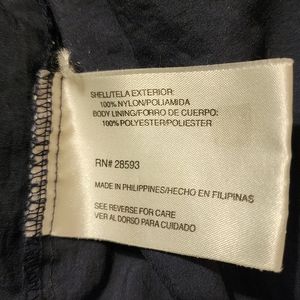 SHELL/TELA EXTERIOR:
100% NYLON/POLIAMIDA
BODY LINING/FORRO DE CUERPO:
100% POLYESTER/POLIESTER
RN# 28593
MADE IN PHILIPPINES/HECHO EN FILIPINAS
SEE REVERSE FOR CARE
VER AL DORSO PARA CUIDADO